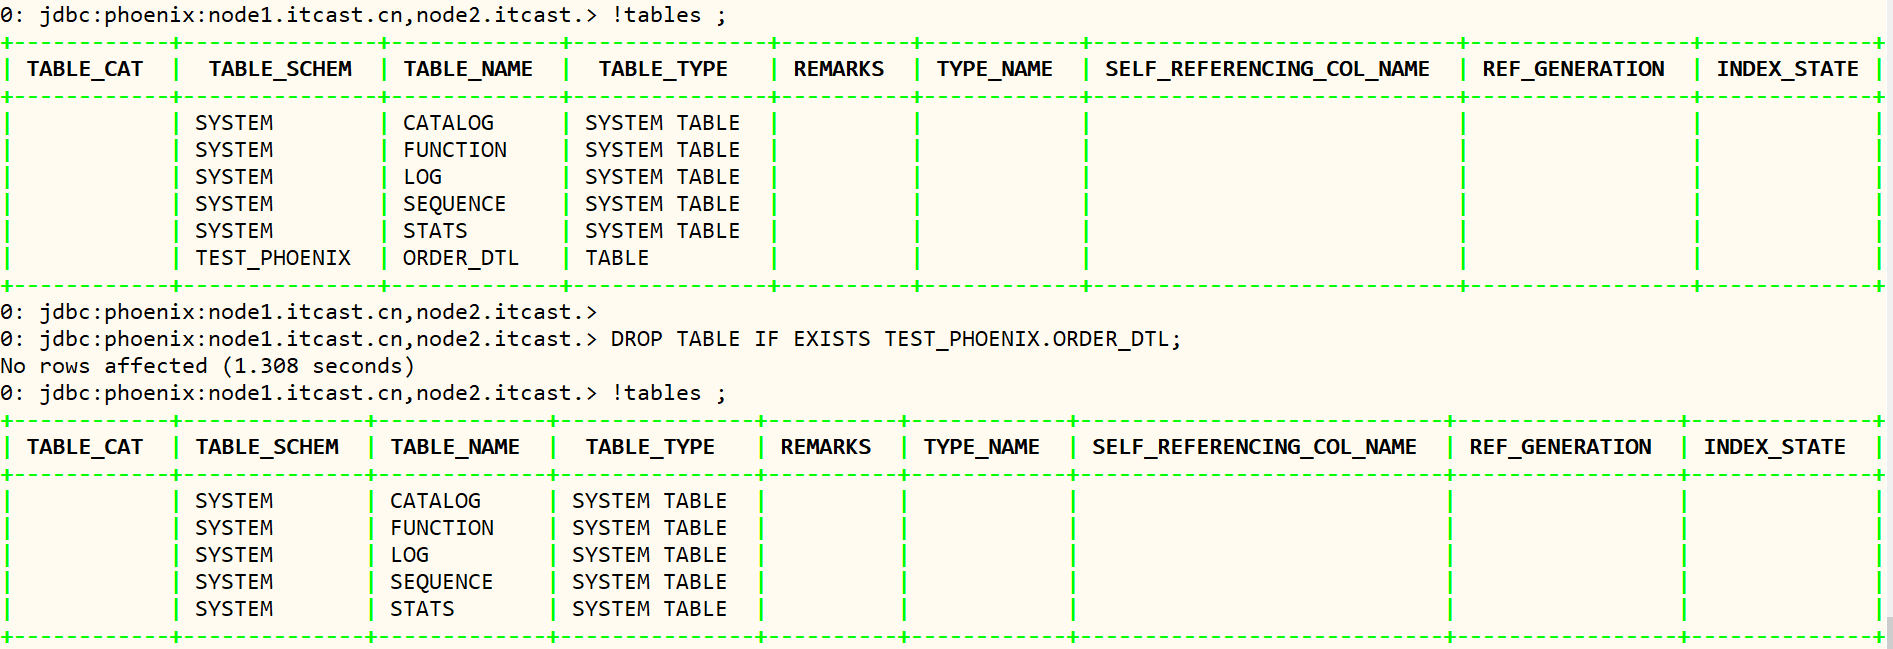 0: jdbc:phoenix:node1.itcast.cn,node2.itcast.> !tables ;
+------------+---------------+-------------+---------------+----------+-----------+----------------------------+-----------------+-------------+
| TABLE_CAT | TABLE_SCHEM | TABLE_NAME | TABLE_TYPE | REMARKS | TYPE_NAME | SELF_REFERENCING_COL_NAME | REF_GENERATION | INDEX_STATE |
+------------+---------------+-------------+---------------+----------+-----------+----------------------------+-----------------+-------------+
| | SYSTEM | CATALOG | SYSTEM TABLE | | | | | |
| | SYSTEM | FUNCTION | SYSTEM TABLE | | | | | |
| | SYSTEM | LOG | SYSTEM TABLE | | | | | |
| | SYSTEM | SEQUENCE | SYSTEM TABLE | | | | | |
| | SYSTEM | STATS | SYSTEM TABLE | | | | | |
| | TEST_PHOENIX | ORDER_DTL | TABLE | | | | | |
+------------+---------------+-------------+---------------+----------+-----------+----------------------------+-----------------+-------------+
0: jdbc:phoenix:node1.itcast.cn,node2.itcast.>
0: jdbc:phoenix:node1.itcast.cn,node2.itcast.> DROP TABLE IF EXISTS TEST_PHOENIX.ORDER_DTL;
No rows affected (1.308 seconds)
0: jdbc:phoenix:node1.itcast.cn,node2.itcast.> !tables ;
+------------+--------------+-------------+---------------+----------+------------+----------------------------+-----------------+--------------+
| TABLE_CAT | TABLE_SCHEM | TABLE_NAME | TABLE_TYPE | REMARKS | TYPE_NAME | SELF_REFERENCING_COL_NAME | REF_GENERATION | INDEX_STATE |
+------------+--------------+-------------+---------------+----------+------------+----------------------------+-----------------+--------------+
| | SYSTEM | CATALOG | SYSTEM TABLE | | | | | |
| | SYSTEM | FUNCTION | SYSTEM TABLE | | | | | |
| | SYSTEM | LOG | SYSTEM TABLE | | | | | |
| | SYSTEM | SEQUENCE | SYSTEM TABLE | | | | | |
| | SYSTEM | STATS | SYSTEM TABLE | | | | | |
+------------+--------------+-------------+---------------+----------+------------+----------------------------+-----------------+--------------+